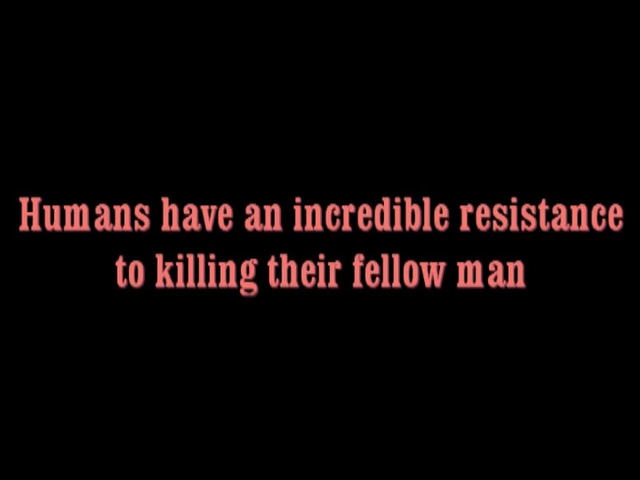 Humans have an incredible resistance
to killing their fellow man